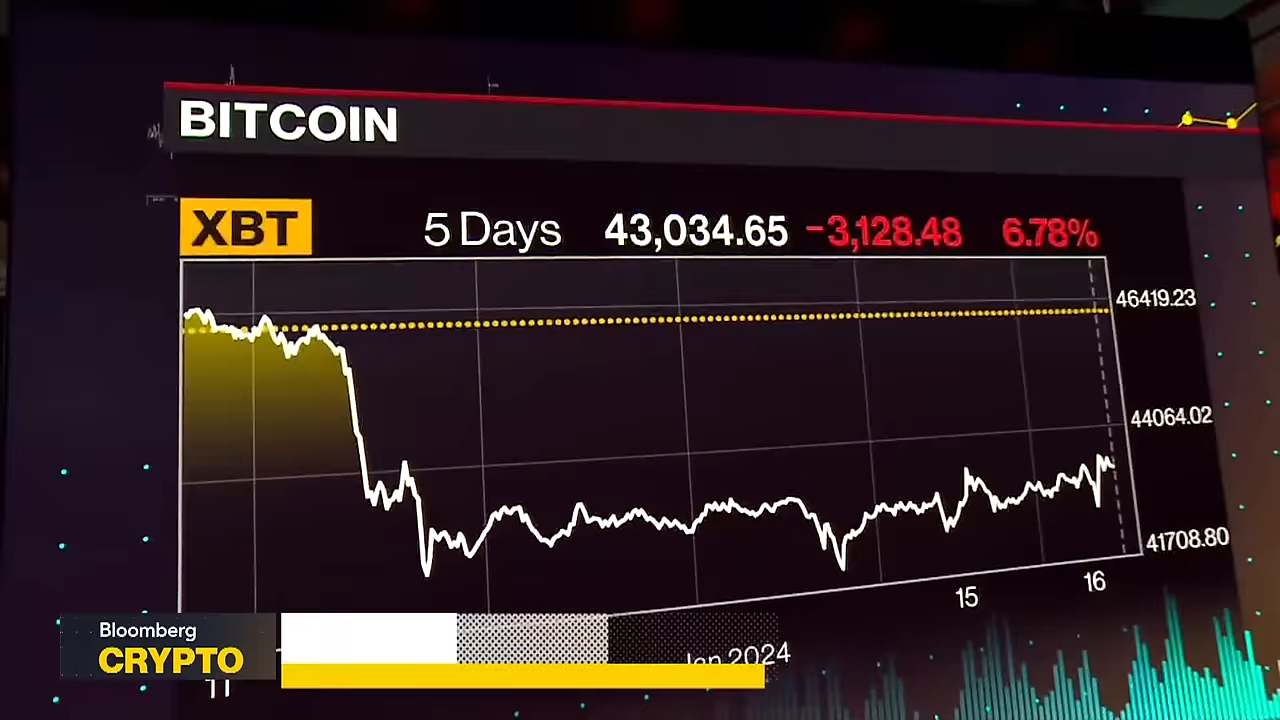 BITCOIN
XBT 5 Days 43,034.65 -3,128.48 6.78%
46419.23
44064.02
41708.80
15 16
Jan 2024
Bloomberg
CRYPTO
11